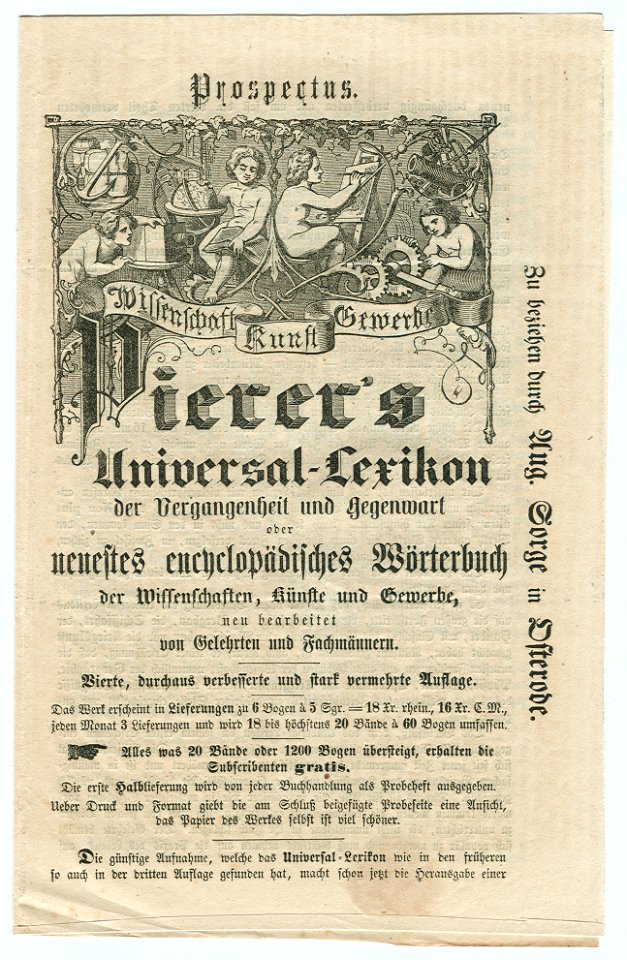 Prospectus.
Wissenschaft
Kunst
Gewerbe
Pierer's
Universal-Lexikon
der Vergangenheit und Gegenwart
oder
neuestes encyclopädisches Wörterbuch
der Wissenschaften, Künste und Gewerbe,
neu bearbeitet
von Gelehrten und Fachmännern.
Vierte, durchaus verbesserte und stark vermehrte Auflage.
Das Werk erscheint in Lieferungen zu 6 Bogen à 5 Sgr. = 18 Xr. rhein., 16 Xr. C.M.,
jeden Monat 3 Lieferungen und wird 18 bis höchstens 20 Bände à 60 Bogen umfassen.
Alles was 20 Bände oder 1200 Bogen übersteigt, erhalten die
Subscribenten gratis.
Die erste Halblieferung wird von jeder Buchhandlung als Probeheft ausgegeben.
Ueber Druck und Format giebt die am Schluß beigefügte Probeseite eine Ansicht,
das Papier des Werkes selbst ist viel schöner.
Die günstige Aufnahme, welche das Universal-Lexikon wie in den früheren
so auch in der dritten Auflage gefunden hat, macht schon jetzt die Herausgabe einer
Zu beziehen durch Aug. Sorge in Osterode.